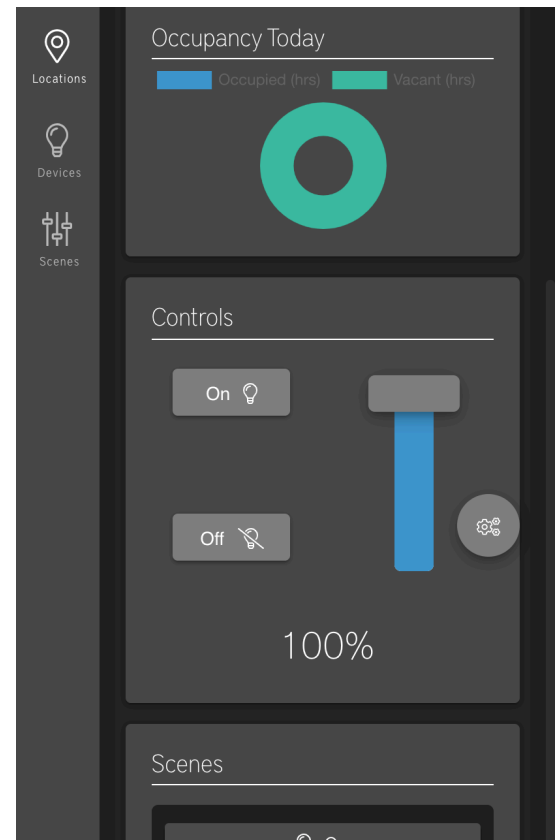 Locations
Devices
Scenes
Occupancy Today
Occupied (hrs) Vacant (hrs)
Controls
On
Off
100%
Scenes